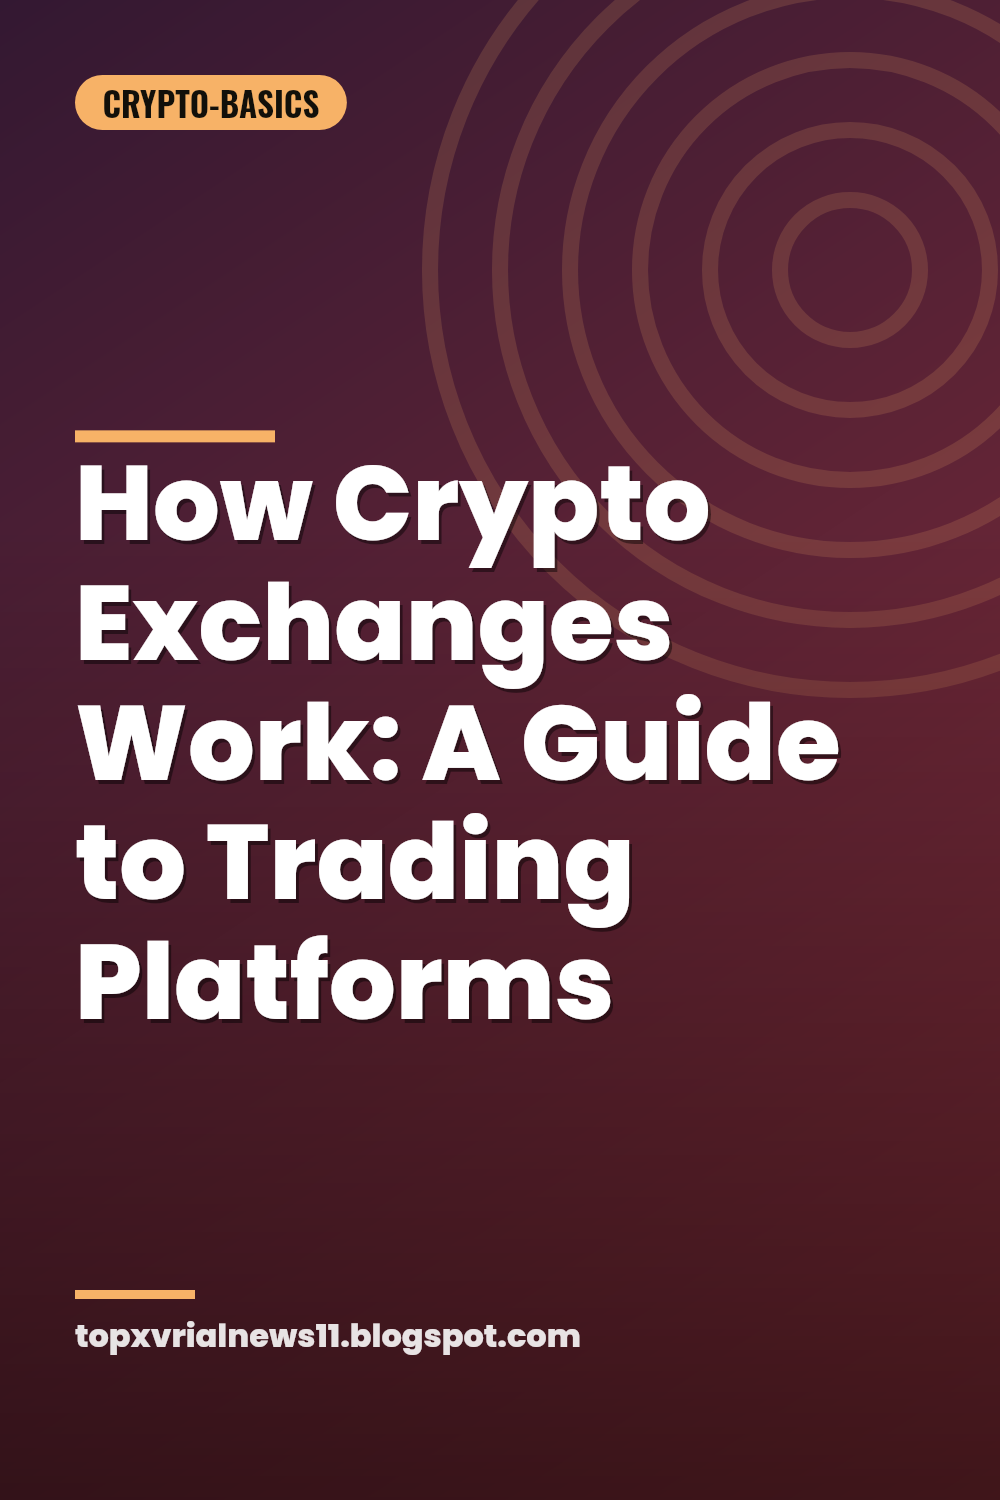 CRYPTO-BASICS
How Crypto
Exchanges
Work: A Guide
to Trading
Platforms
topxvrialnews11.blogspot.com